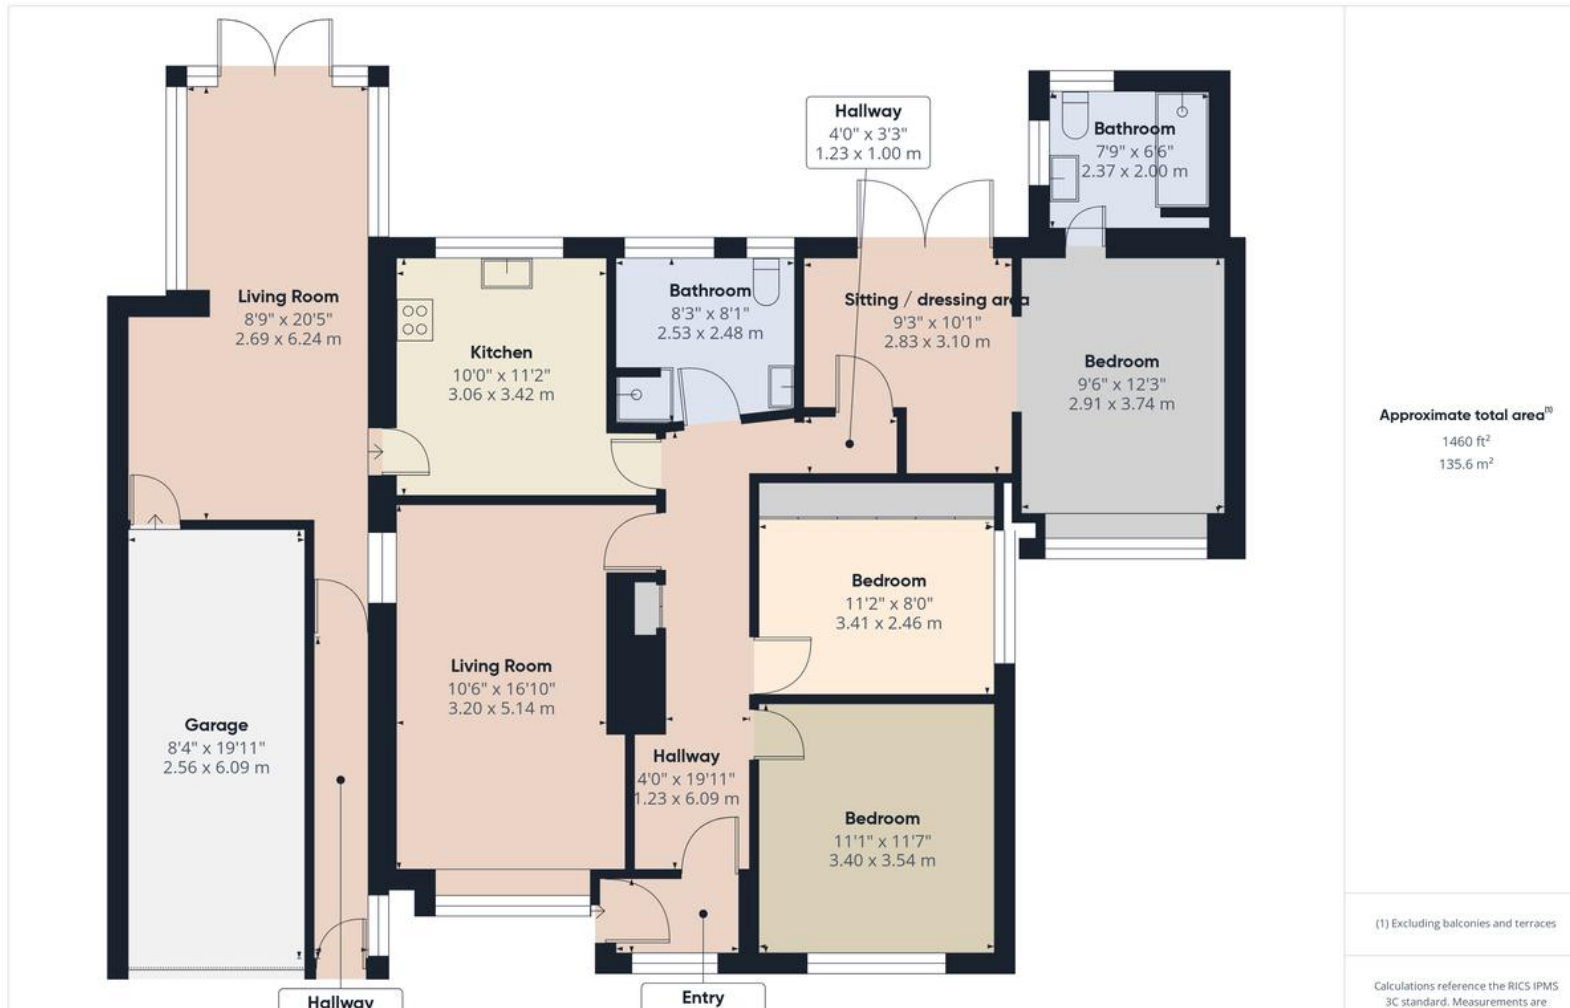 Hallway
4'0" x 3'3"
1.23 x 1.00 m
Bathroom
7'9" x 6'6"
2.37 x 2.00 m
Living Room
8'9" x 20'5"
2.69 x 6.24 m
Kitchen
10'0" x 11'2"
3.06 x 3.42 m
Bathroom
8'3" x 8'1"
2.53 x 2.48 m
Sitting / dressing area
9'3" x 10'1"
2.83 x 3.10 m
Bedroom
9'6" x 12'3"
2.91 x 3.74 m
Bedroom
11'2" x 8'0"
3.41 x 2.46 m
Living Room
10'6" x 16'10"
3.20 x 5.14 m
Garage
8'4" x 19'11"
2.56 x 6.09 m
Hallway
4'0" x 19'11"
1.23 x 6.09 m
Bedroom
11'1" x 11'7"
3.40 x 3.54 m
Hallway
Entry
Approximate total area(1)
1460 ft²
135.6 m²
(1) Excluding balconies and terraces
Calculations reference the RICS IPMS
3C standard. Measurements are